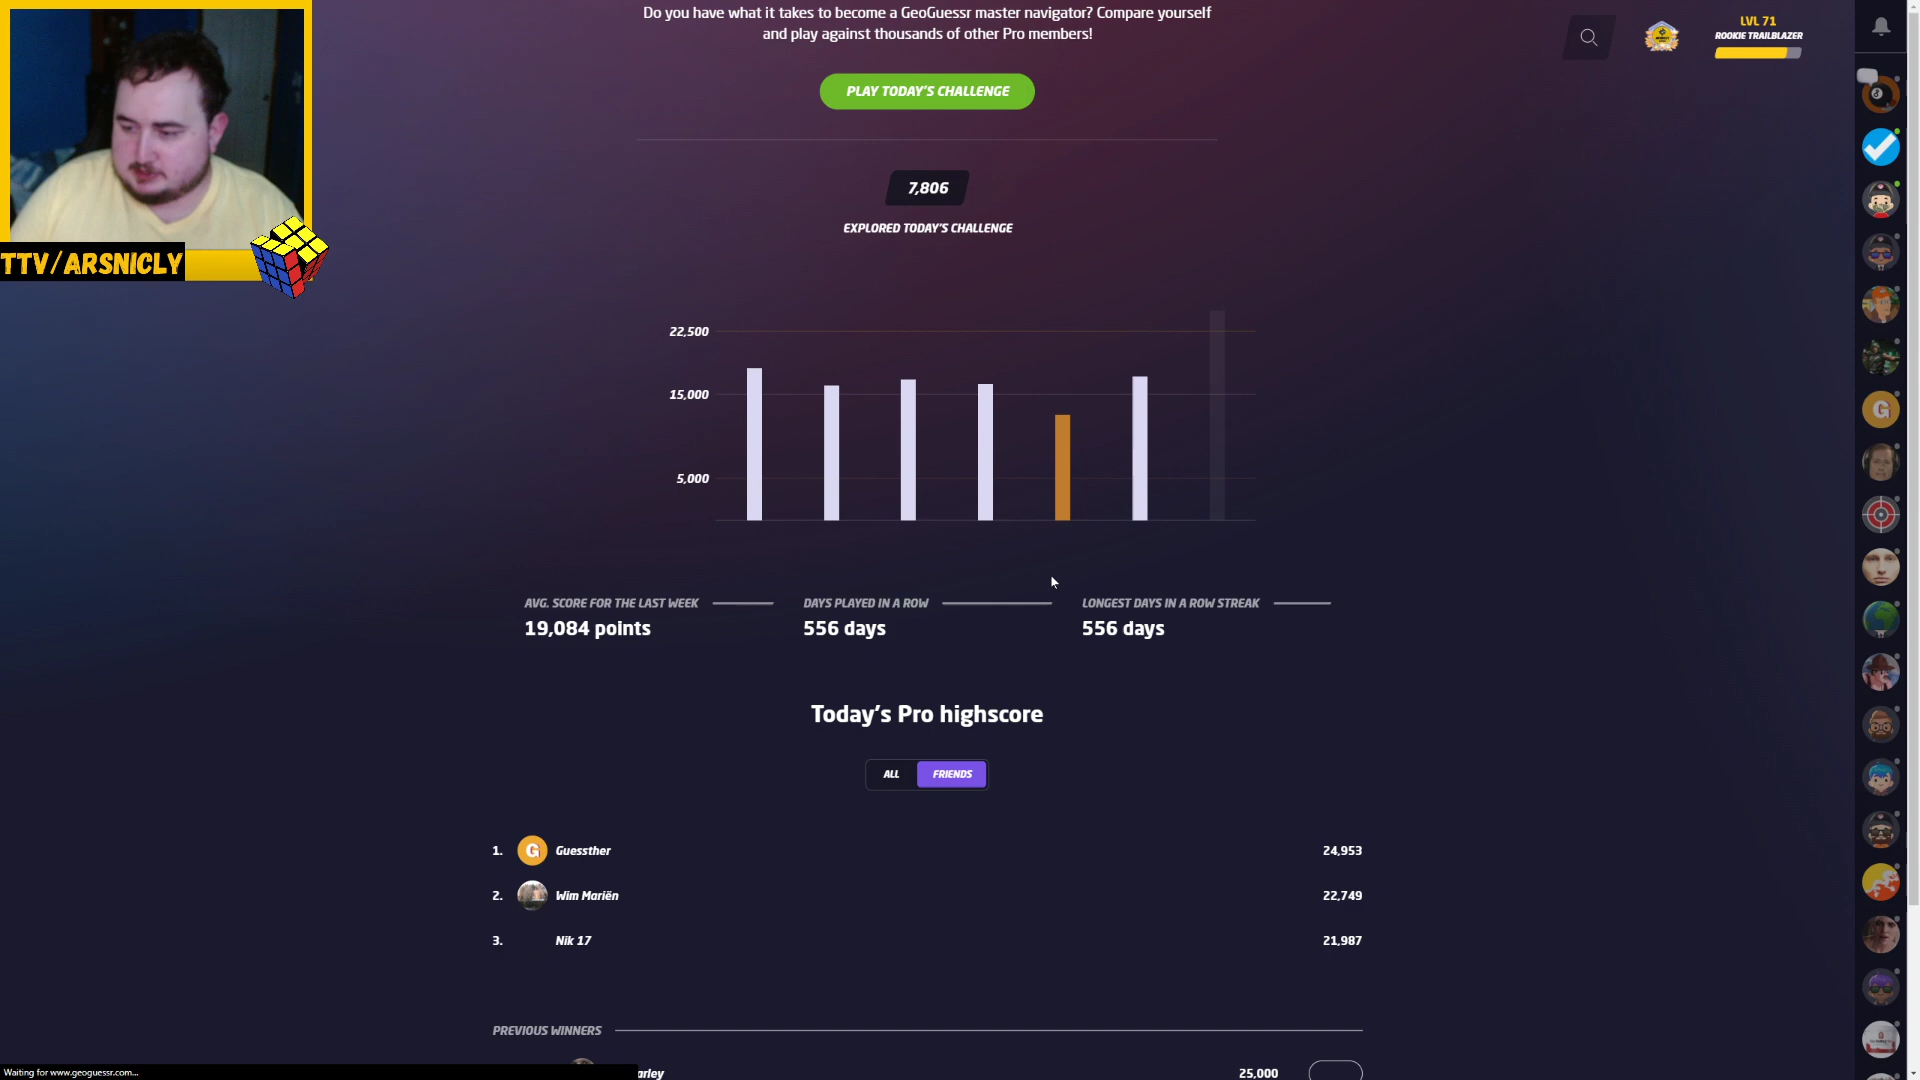 Do you have what it takes to become a GeoGuessr master navigator? Compare yourself
and play against thousands of other Pro members!
LVL 71
ROOKIE TRAILBLAZER
PLAY TODAY'S CHALLENGE
7,806
EXPLORED TODAY'S CHALLENGE
TTV/ARSNICLY
22,500
15,000
5,000
AVG. SCORE FOR THE LAST WEEK
19,084 points
DAYS PLAYED IN A ROW
556 days
LONGEST DAYS IN A ROW STREAK
556 days
Today's Pro highscore
ALL
FRIENDS
1. G Guessther 24,953
2. Wim Mariën 22,749
3. Nik 17 21,987
PREVIOUS WINNERS
25,000
Waiting for www.geoguessr.com...
G